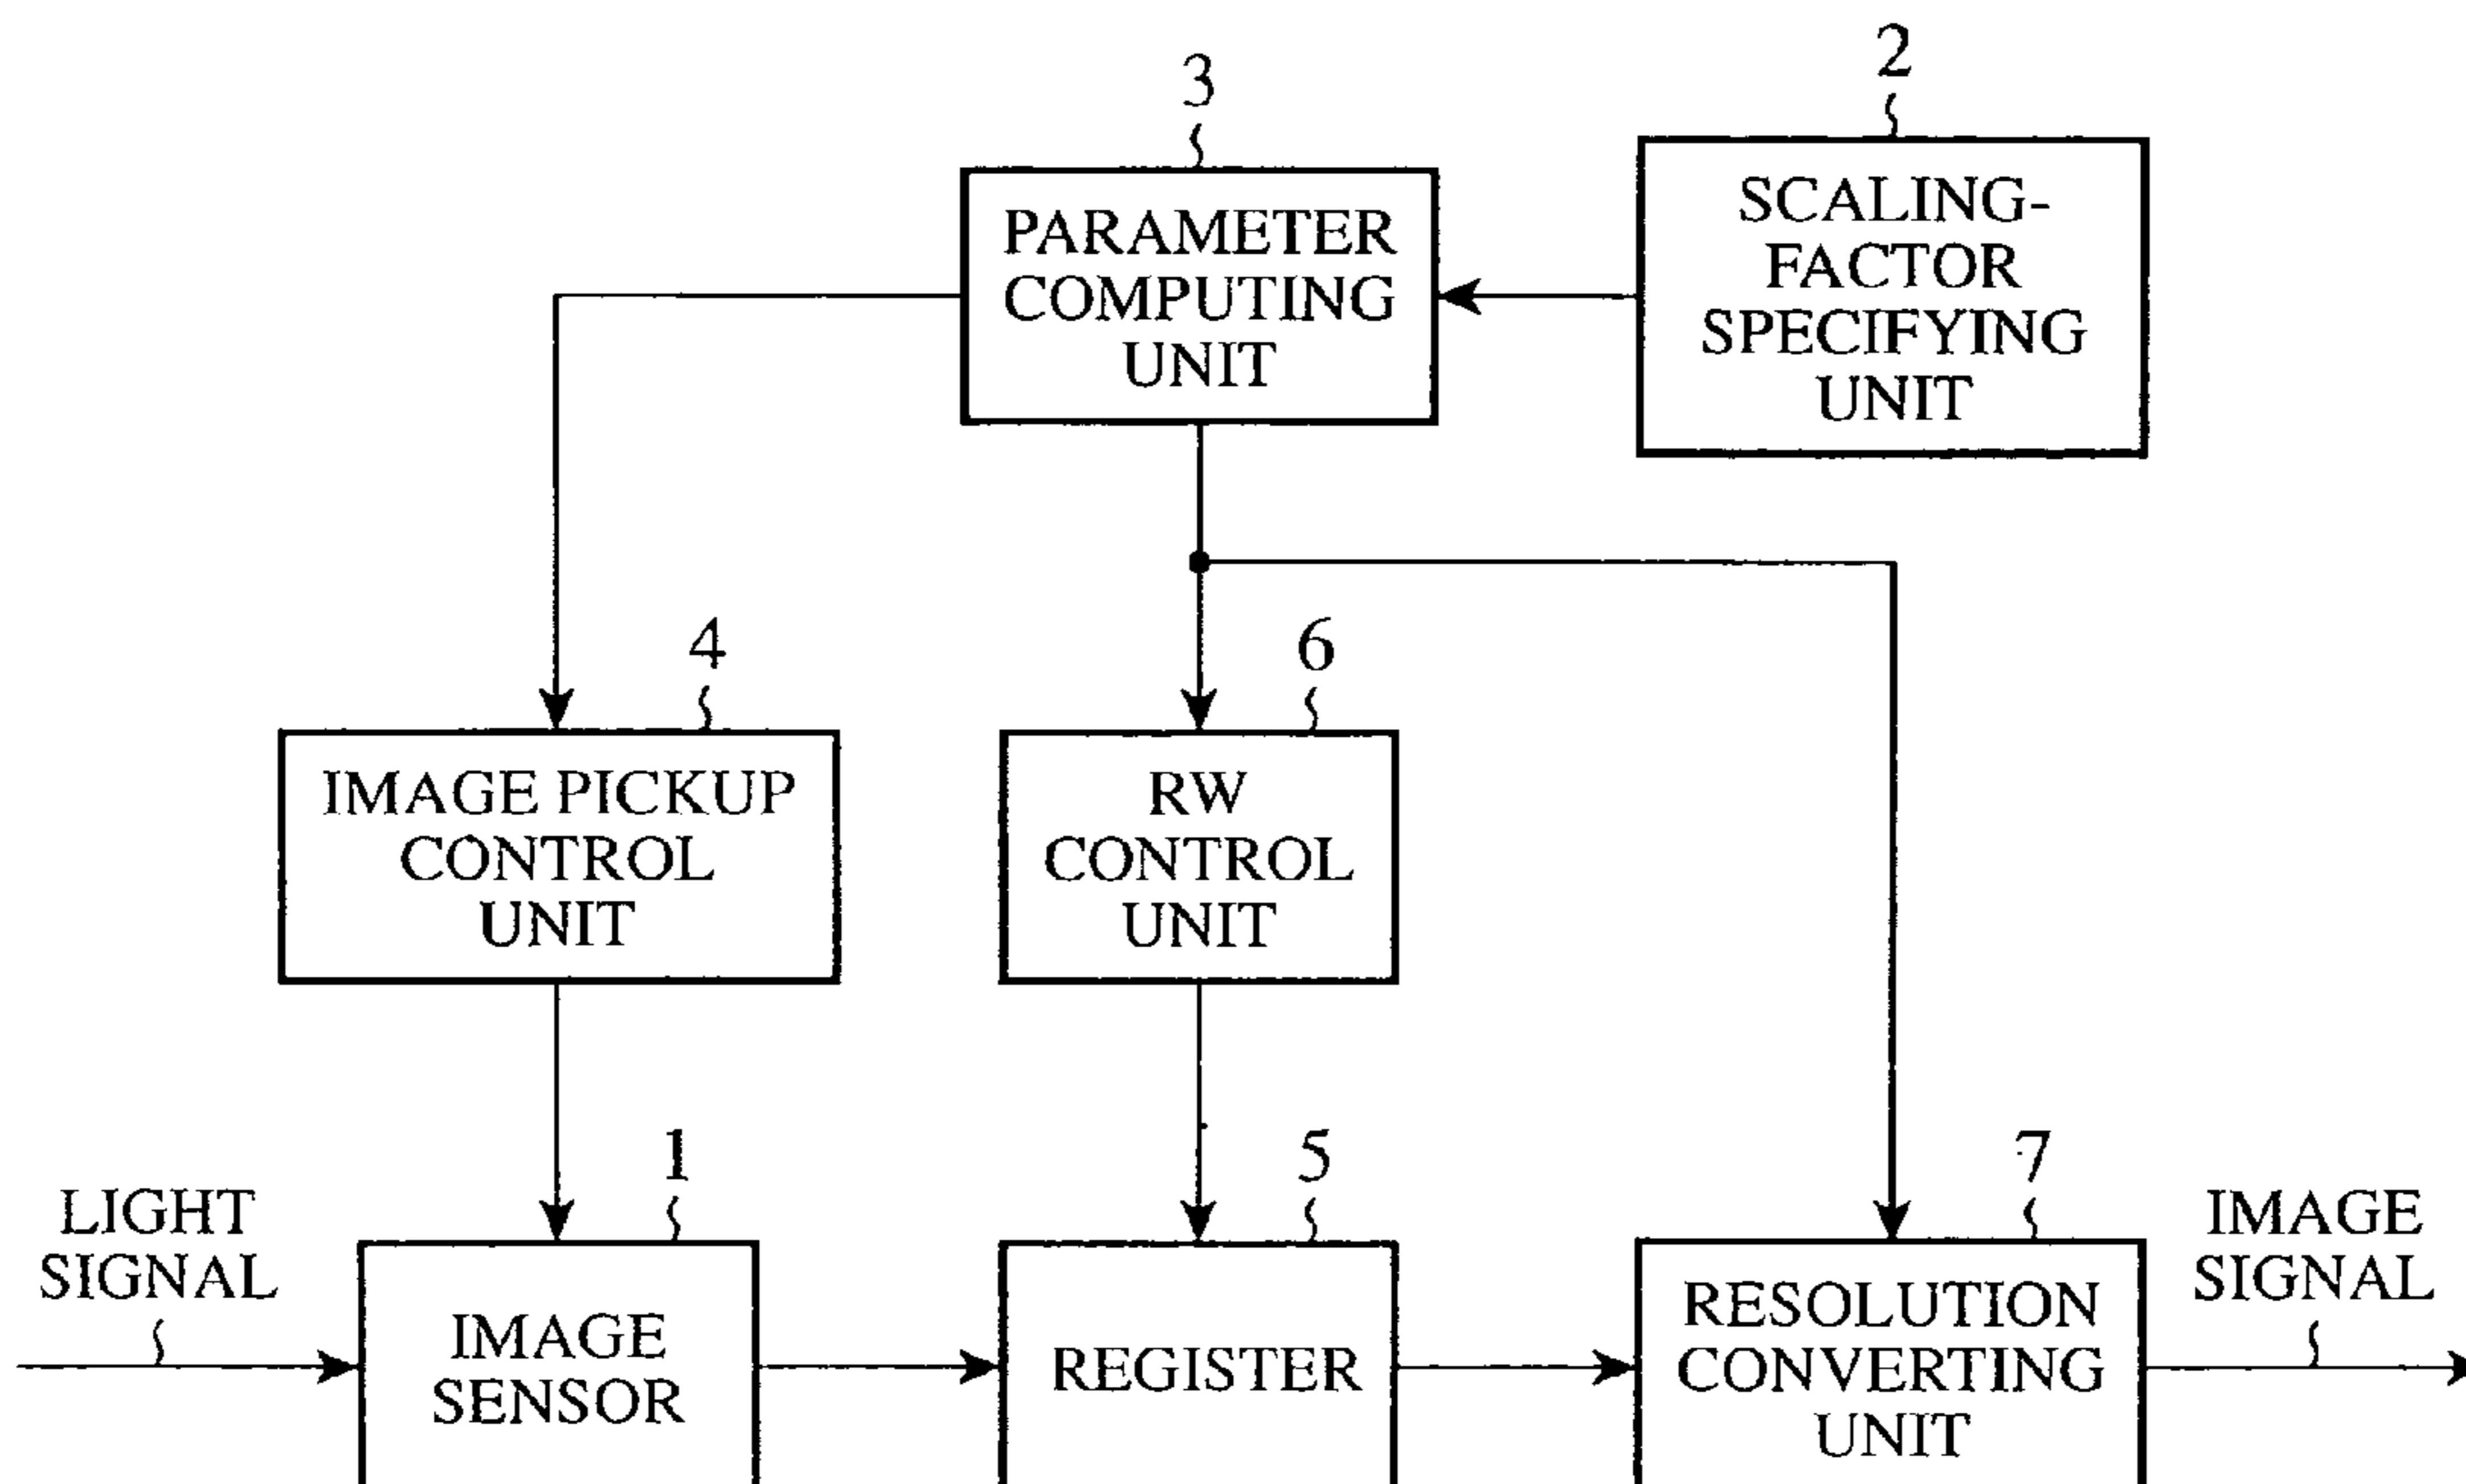 2
3
SCALING-
FACTOR
SPECIFYING
UNIT
PARAMETER
COMPUTING
UNIT
4
6
IMAGE PICKUP
CONTROL
UNIT
RW
CONTROL
UNIT
1
5
7
LIGHT
SIGNAL
IMAGE
SENSOR
REGISTER
RESOLUTION
CONVERTING
UNIT
IMAGE
SIGNAL